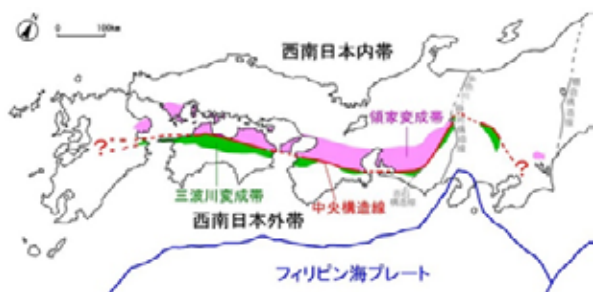 N
0 100km
西南日本内帯
領家変成帯
?
?
三波川変成帯
中央構造線
西南日本外帯
フィリピン海プレート